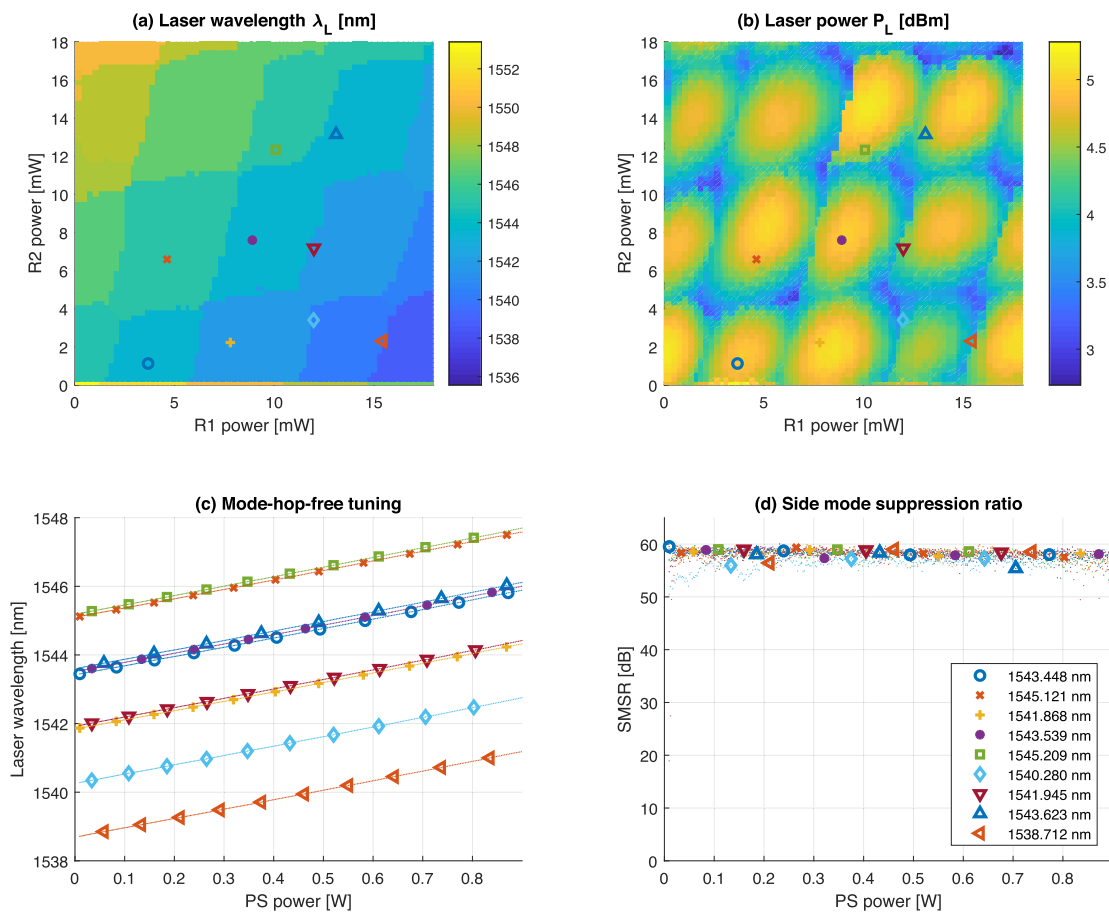 (a) Laser wavelength λL [nm]
18
16
14
12
10
8
6
4
2
0
R2 power [mW]
0 5 10 15
R1 power [mW]
1552
1550
1548
1546
1544
1542
1540
1538
1536
(b) Laser power PL [dBm]
18
16
14
12
10
8
6
4
2
0
R2 power [mW]
0 5 10 15
R1 power [mW]
5
4.5
4
3.5
3
(c) Mode-hop-free tuning
1548
1546
1544
1542
1540
1538
Laser wavelength [nm]
0 0.1 0.2 0.3 0.4 0.5 0.6 0.7 0.8
PS power [W]
(d) Side mode suppression ratio
60
50
40
30
20
10
0
SMSR [dB]
0 0.1 0.2 0.3 0.4 0.5 0.6 0.7 0.8
PS power [W]
1543.448 nm
1545.121 nm
1541.868 nm
1543.539 nm
1545.209 nm
1540.280 nm
1541.945 nm
1543.623 nm
1538.712 nm